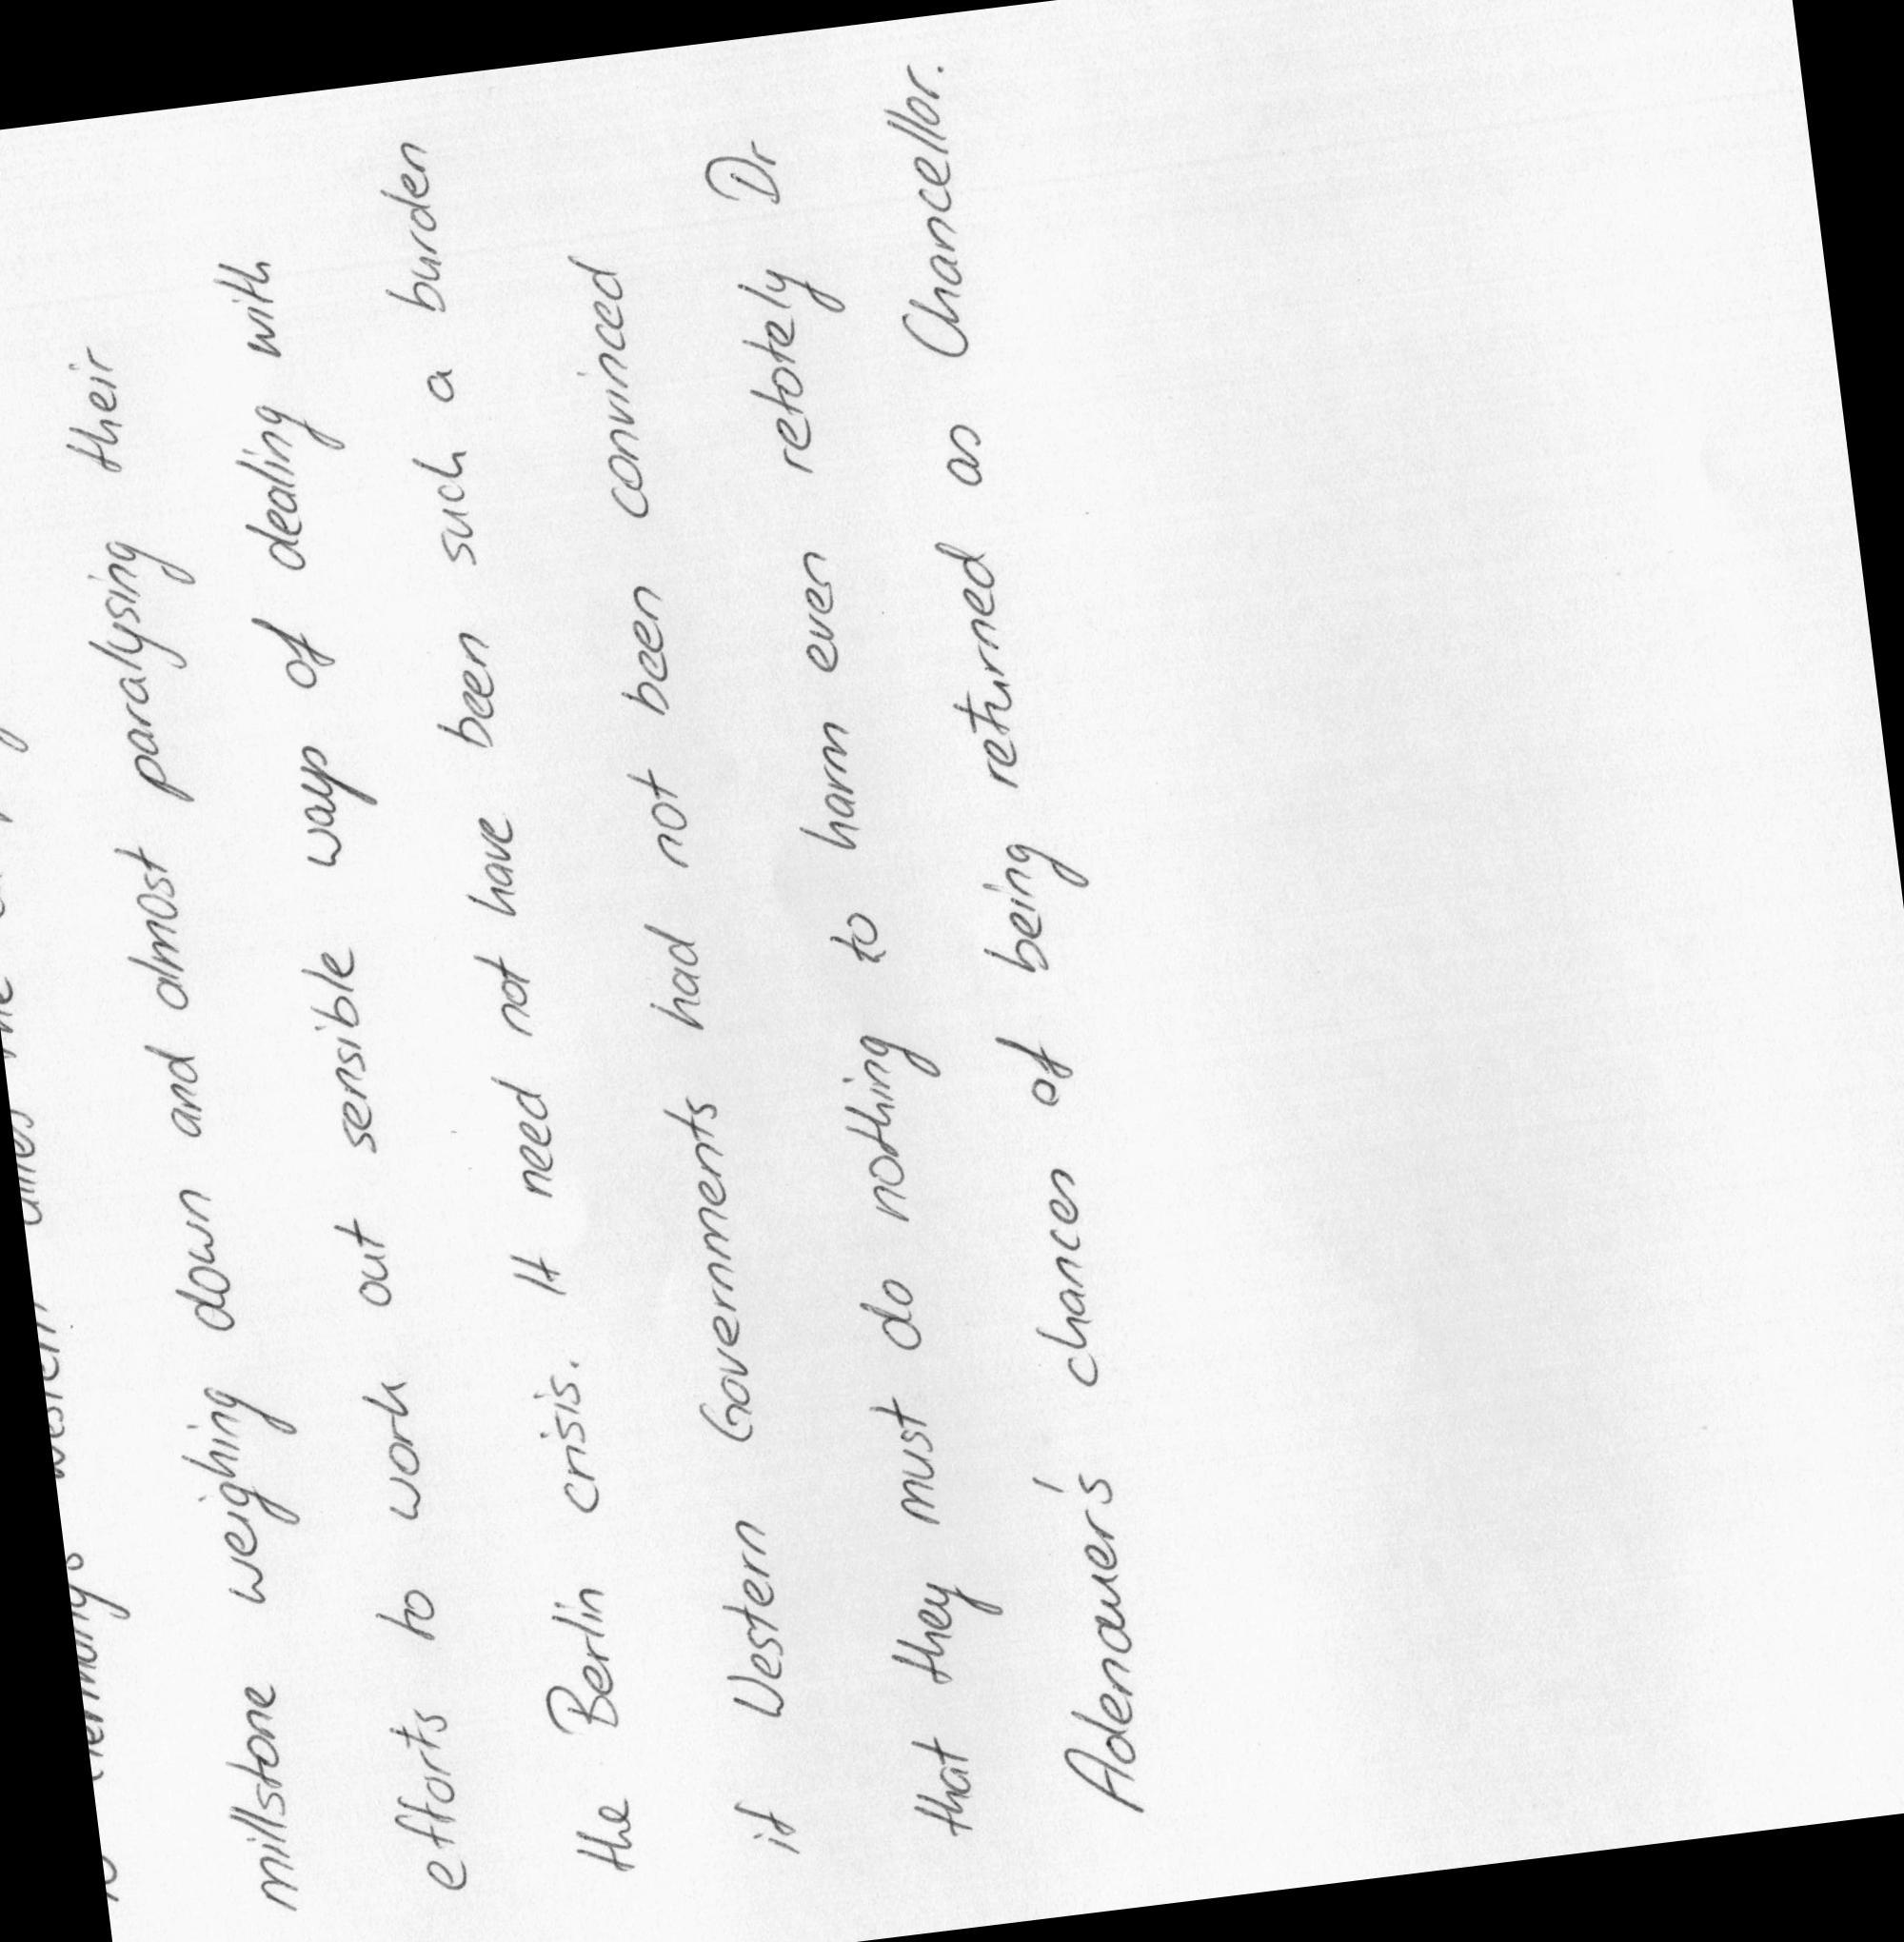 to Germany's Western allies the
millstone weighing down and almost paralysing their
efforts to work out sensible ways of dealing with
the Berlin crisis. It need not have been such a burden
if Western Governments had not been convinced
that they must do nothing to harm even retotely Dr
Adenauer's chances of being returned as Chancellor.